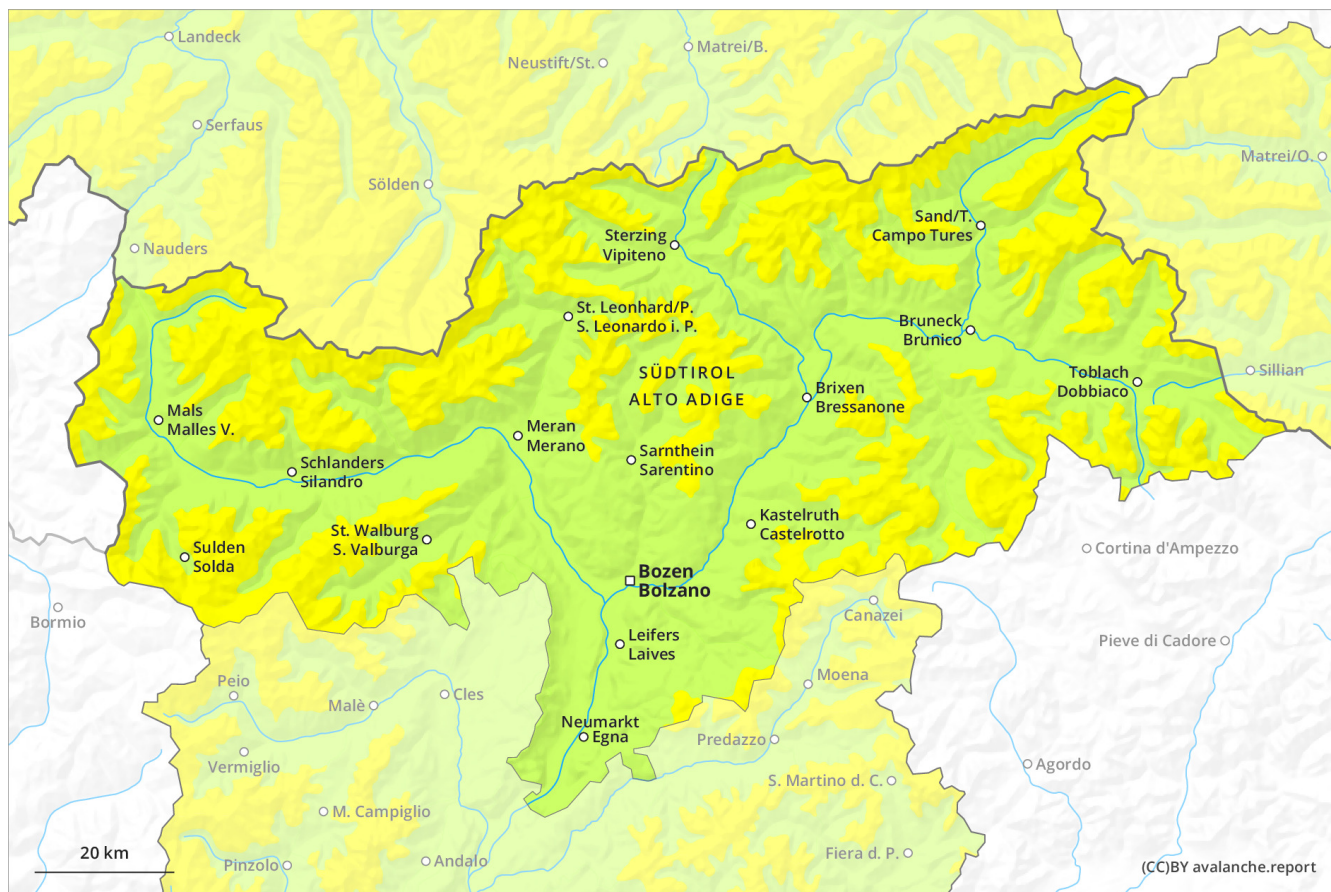 Landeck
Matrei/B.
Neustift/St.
Serfaus
Matrei/O.
Sölden
Sand/T.
Campo Tures
Sterzing
Vipiteno
Nauders
St. Leonhard/P.
S. Leonardo i. P.
Bruneck
Brunico
SÜDTIROL
ALTO ADIGE
Toblach
Dobbiaco
Sillian
Brixen
Bressanone
Mals
Malles V.
Meran
Merano
Sarnthein
Sarentino
Schlanders
Silandro
Kastelruth
Castelrotto
St. Walburg
S. Valburga
Sulden
Solda
Cortina d'Ampezzo
Bozen
Bolzano
Bormio
Canazei
Leifers
Laives
Pieve di Cadore
Peio
Moena
Cles
Malè
Neumarkt
Egna
Predazzo
Vermiglio
Agordo
S. Martino d. C.
M. Campiglio
20 km
Andalo
Fiera d. P.
Pinzolo
(CC)BY avalanche.report